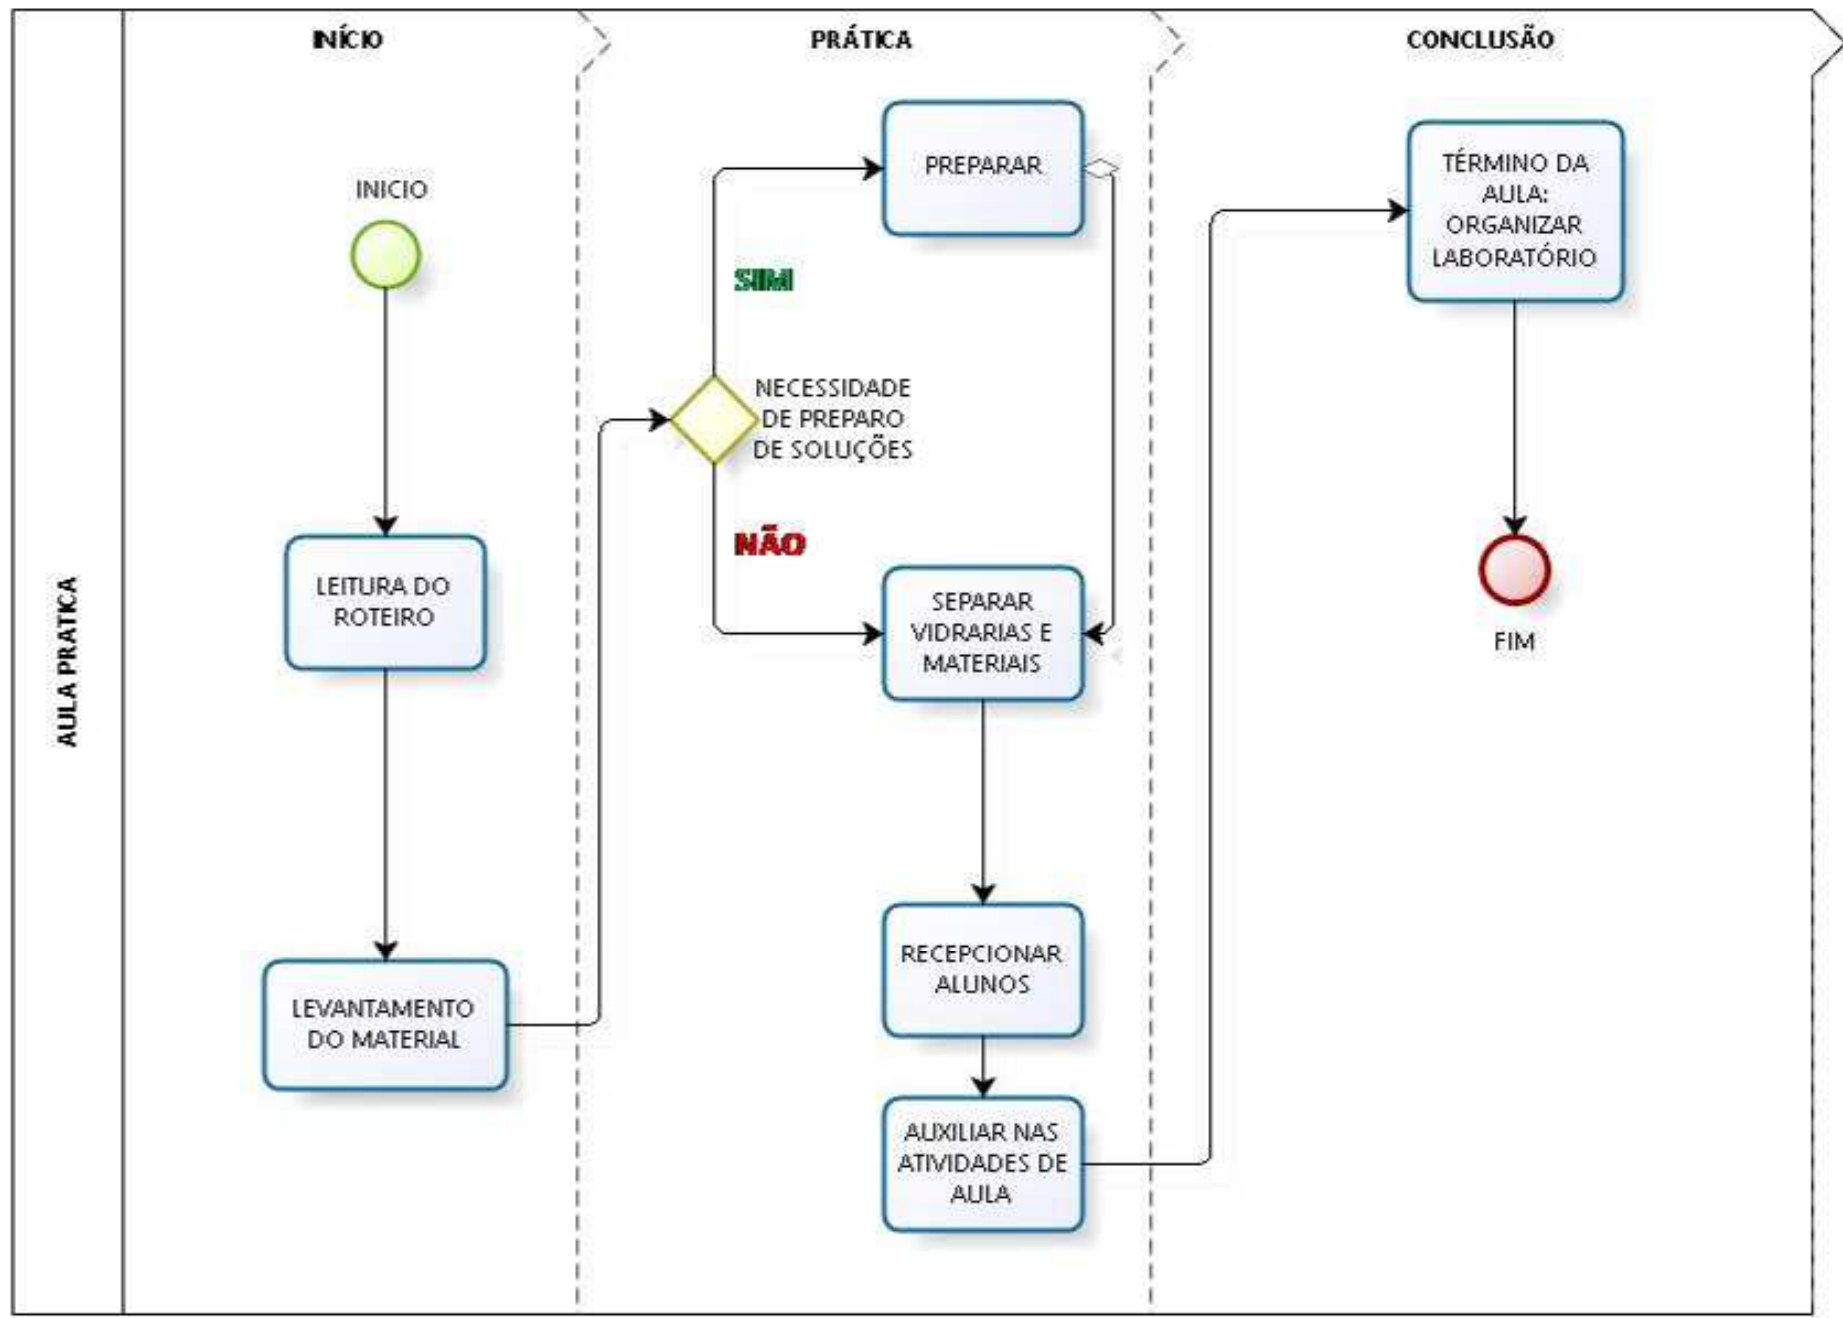 INÍCIO
PRÁTICA
CONCLUSÃO
AULA PRATICA
INICIO
LEITURA DO
ROTEIRO
LEVANTAMENTO
DO MATERIAL
PREPARAR
SIM
NECESSIDADE
DE PREPARO
DE SOLUÇÕES
NÃO
SEPARAR
VIDRARIAS E
MATERIAIS
RECEPCIONAR
ALUNOS
AUXILIAR NAS
ATIVIDADES DE
AULA
TÉRMINO DA
AULA:
ORGANIZAR
LABORATÓRIO
FIM